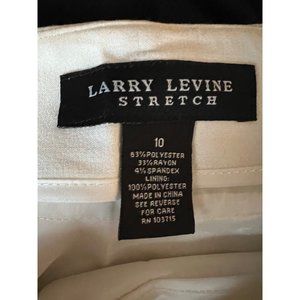 LARRY LEVINE
STRETCH
10
63%POLYESTER
33%RAYON
4%SPANDEX
LINING:
100%POLYESTER
MADE IN CHINA
SEE REVERSE
FOR CARE
RN 103715